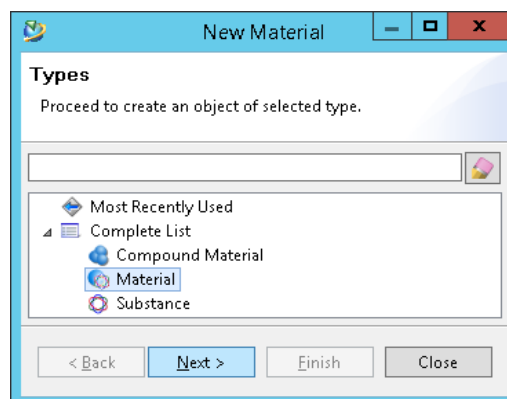 New Material
Types
Proceed to create an object of selected type.
Most Recently Used
Complete List
Compound Material
Material
Substance
< Back Next > Finish Close